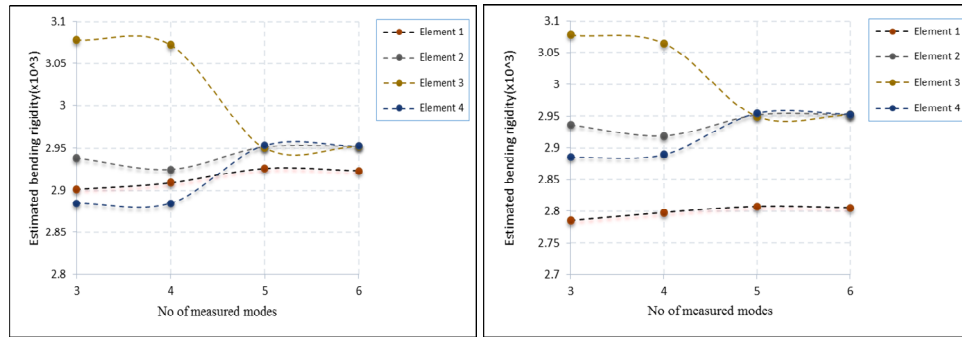 3.1
3.05
3
2.95
2.9
2.85
2.8
3
4
5
6
Estimated bending rigidity(x10^3)
No of measured modes
Element 1
Element 2
Element 3
Element 4
3.1
3.05
3
2.95
2.9
2.85
2.8
2.75
2.7
3
4
5
6
Estimated bending rigidity(x10^3)
No of measured modes
Element 1
Element 2
Element 3
Element 4